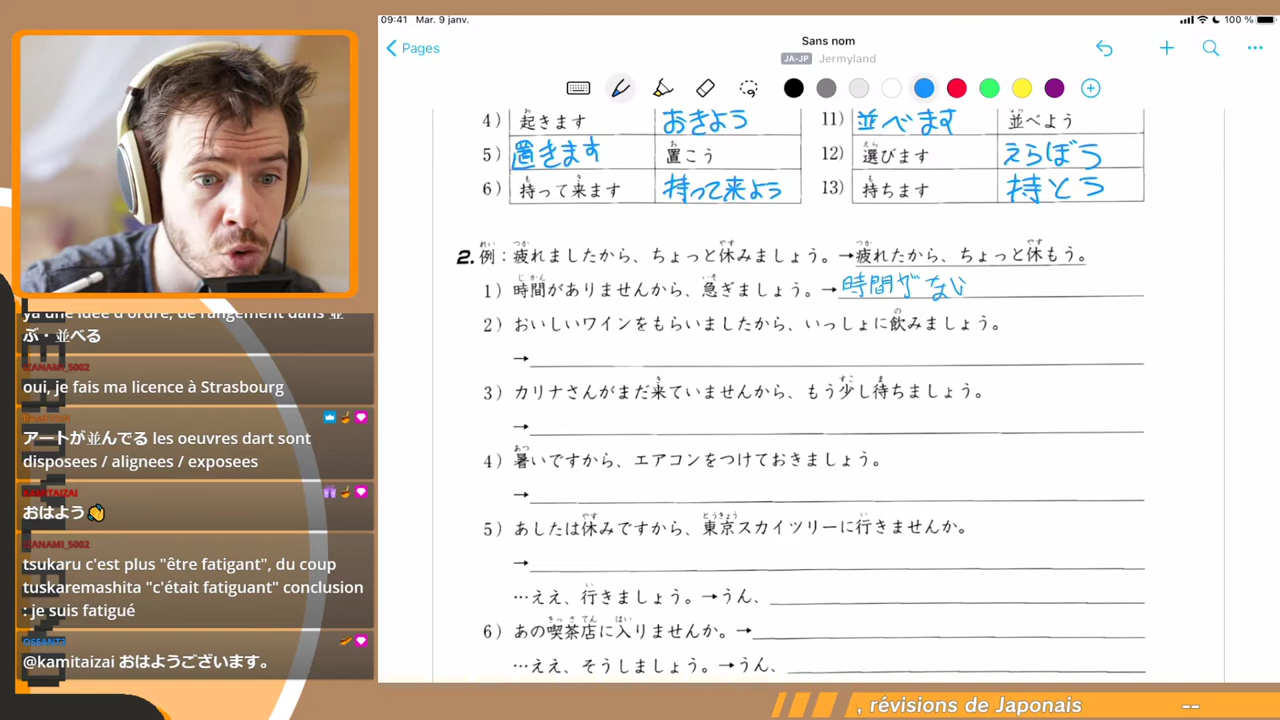 09:41 Mar. 9 janv.
100 %
Pages
Sans nom
JA-JP Jermyland
4) 起きます おきよう
5) 置きます 置こう
6) 持って来ます 持って来よう
11) 並べます 並べよう
12) 選びます えらぼう
13) 持ちます 持とう
2. 例：疲れましたから、ちょっと休みましょう。→疲れたから、ちょっと休もう。
1) 時間がありませんから、急ぎましょう。→時間がない
2) おいしいワインをもらいましたから、いっしょに飲みましょう。
→
3) カリナさんがまだ来ていませんから、もう少し待ちましょう。
→
4) 暑いですから、エアコンをつけておきましょう。
→
5) あしたは休みですから、東京スカイツリーに行きませんか。
→
…ええ、行きましょう。→うん、
6) あの喫茶店に入りませんか。→
…ええ、そうしましょう。→うん、
ya une idée d'ordre, de rangement dans 並
ぶ・並べる
IZANAMI_5002
oui, je fais ma licence à Strasbourg
アートが並んでる les oeuvres dart sont
disposees / alignees / exposees
KAMITAIZAI
おはよう
IZANAMI_5002
tsukaru c'est plus "être fatigant", du coup
tuskaremashita "c'était fatiguant" conclusion
: je suis fatigué
@kamitaizai おはようございます。
, révisions de Japonais --